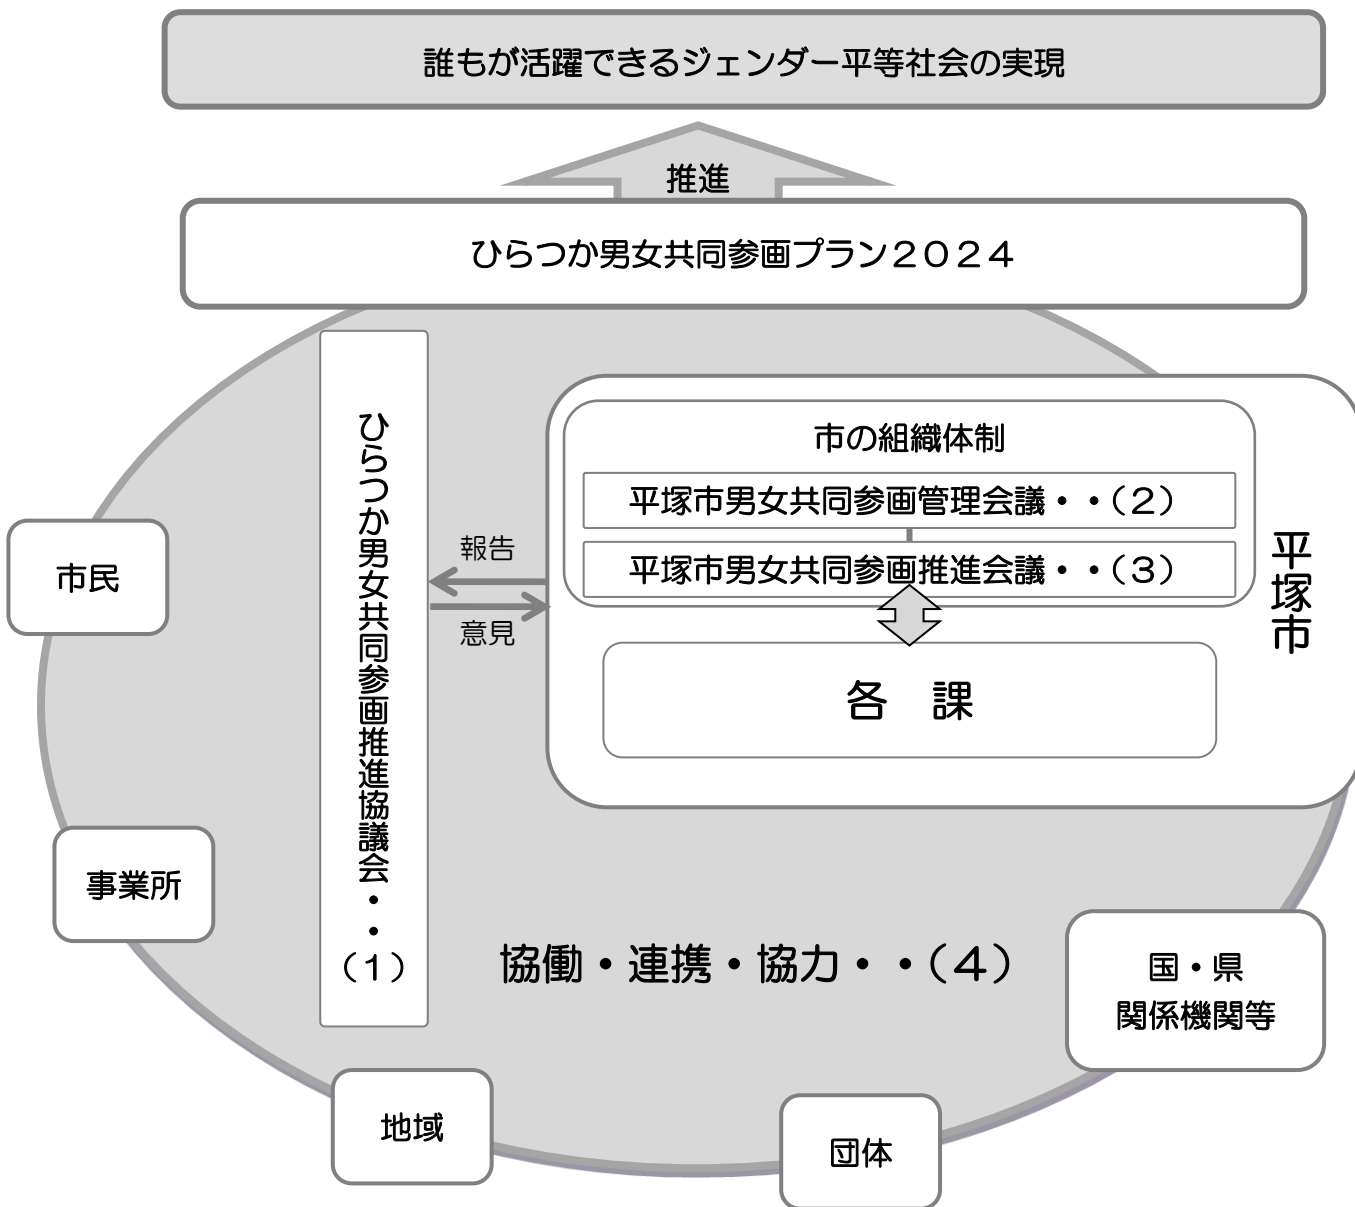 誰もが活躍できるジェンダー平等社会の実現
推進
ひらつか男女共同参画プラン２０２４
ひらつか男女共同参画推進協議会・・（１）
市の組織体制
平塚市男女共同参画管理会議・・（２）
平塚市男女共同参画推進会議・・（３）
平塚市
報告
意見
各　課
市民
事業所
協働・連携・協力・・（４）
国・県
関係機関等
地域
団体